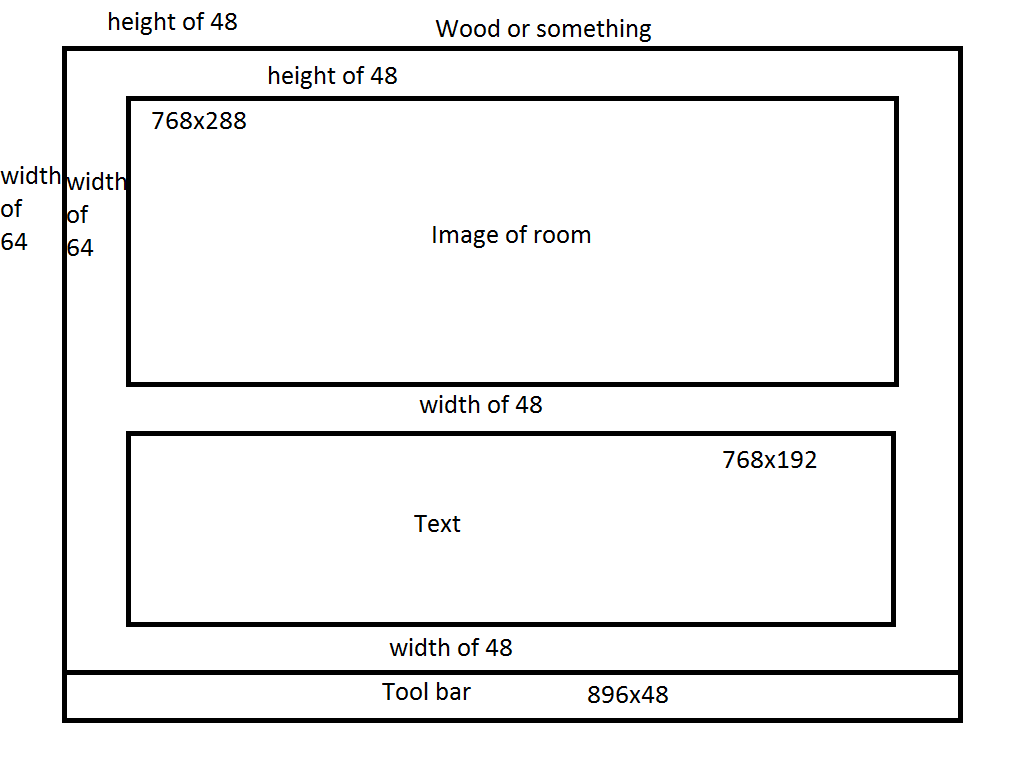 height of 48
Wood or something
height of 48
768x288
width
of
64
width
of
64
Image of room
width of 48
768x192
Text
width of 48
Tool bar
896x48